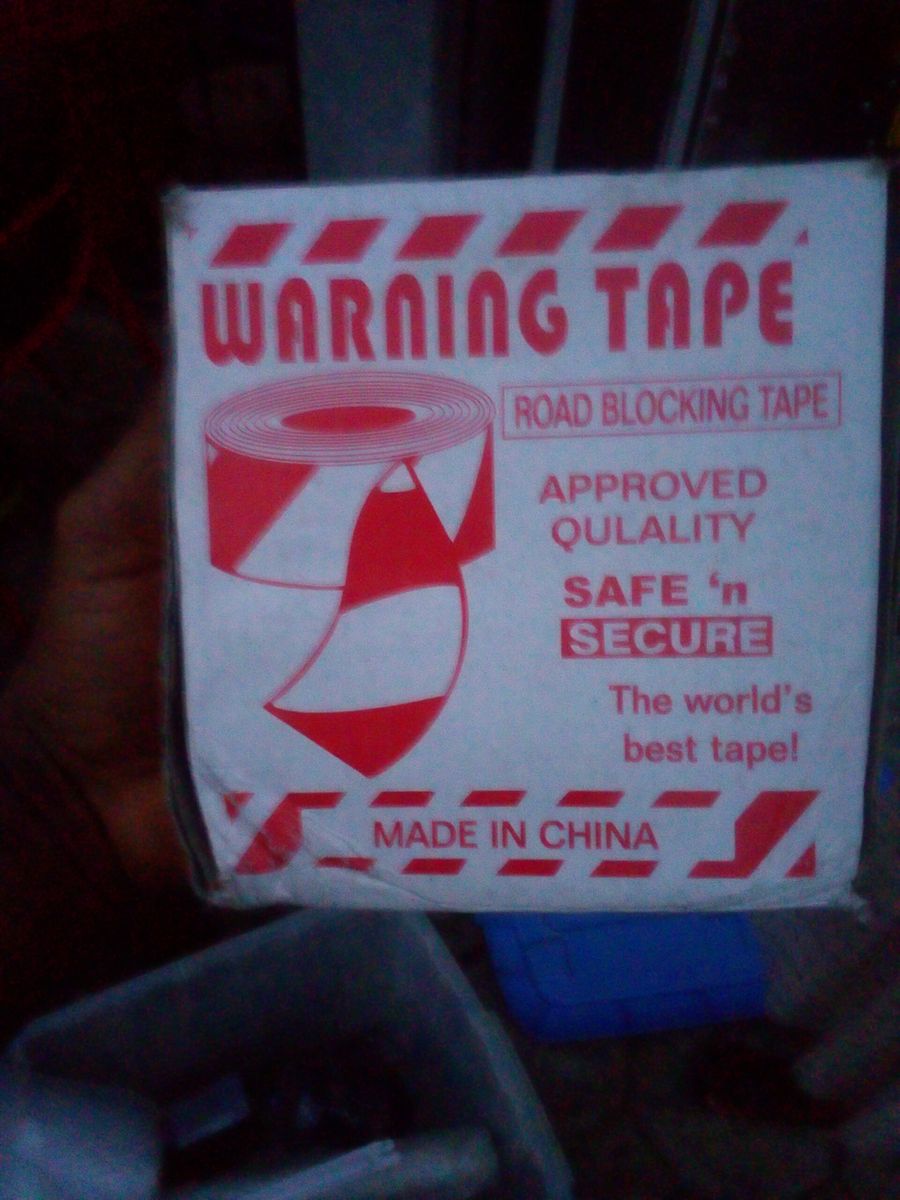 WARNING TAPE
ROAD BLOCKING TAPE
APPROVED
QULALITY
SAFE 'n
SECURE
The world's
best tape!
MADE IN CHINA